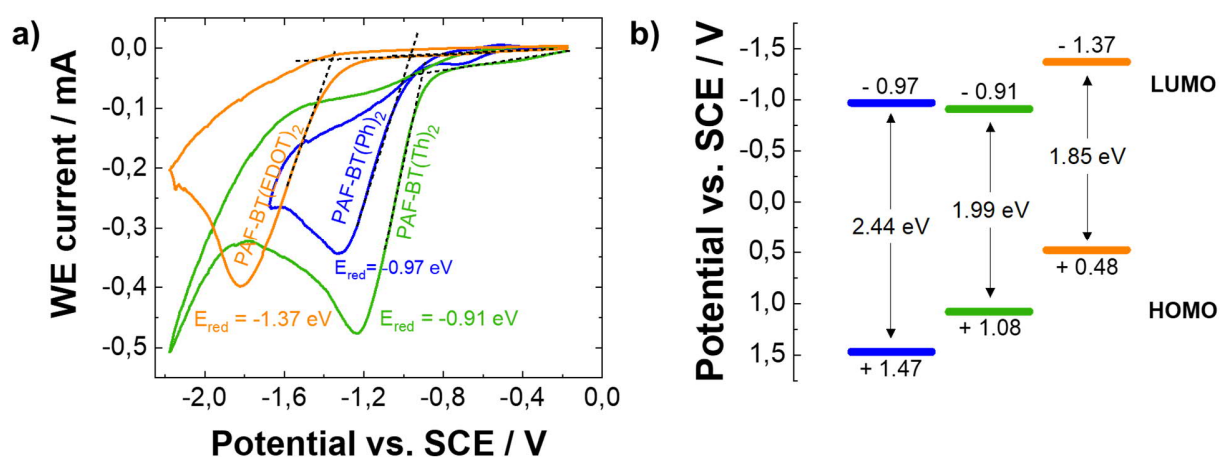 a)
WE current / mA
0,0
-0,1
-0,2
-0,3
-0,4
-0,5
PAF-BT(EDOT)2
PAF-BT(Ph)2
PAF-BT(Th)2
Ered= -0.97 eV
Ered = -1.37 eV
Ered = -0.91 eV
-2,0
-1,6
-1,2
-0,8
-0,4
0,0
Potential vs. SCE / V
b)
Potential vs. SCE / V
-1,5
-1,0
-0,5
0,0
0,5
1,0
1,5
- 0.97
- 0.91
- 1.37
LUMO
2.44 eV
1.99 eV
1.85 eV
+ 1.47
+ 1.08
+ 0.48
HOMO